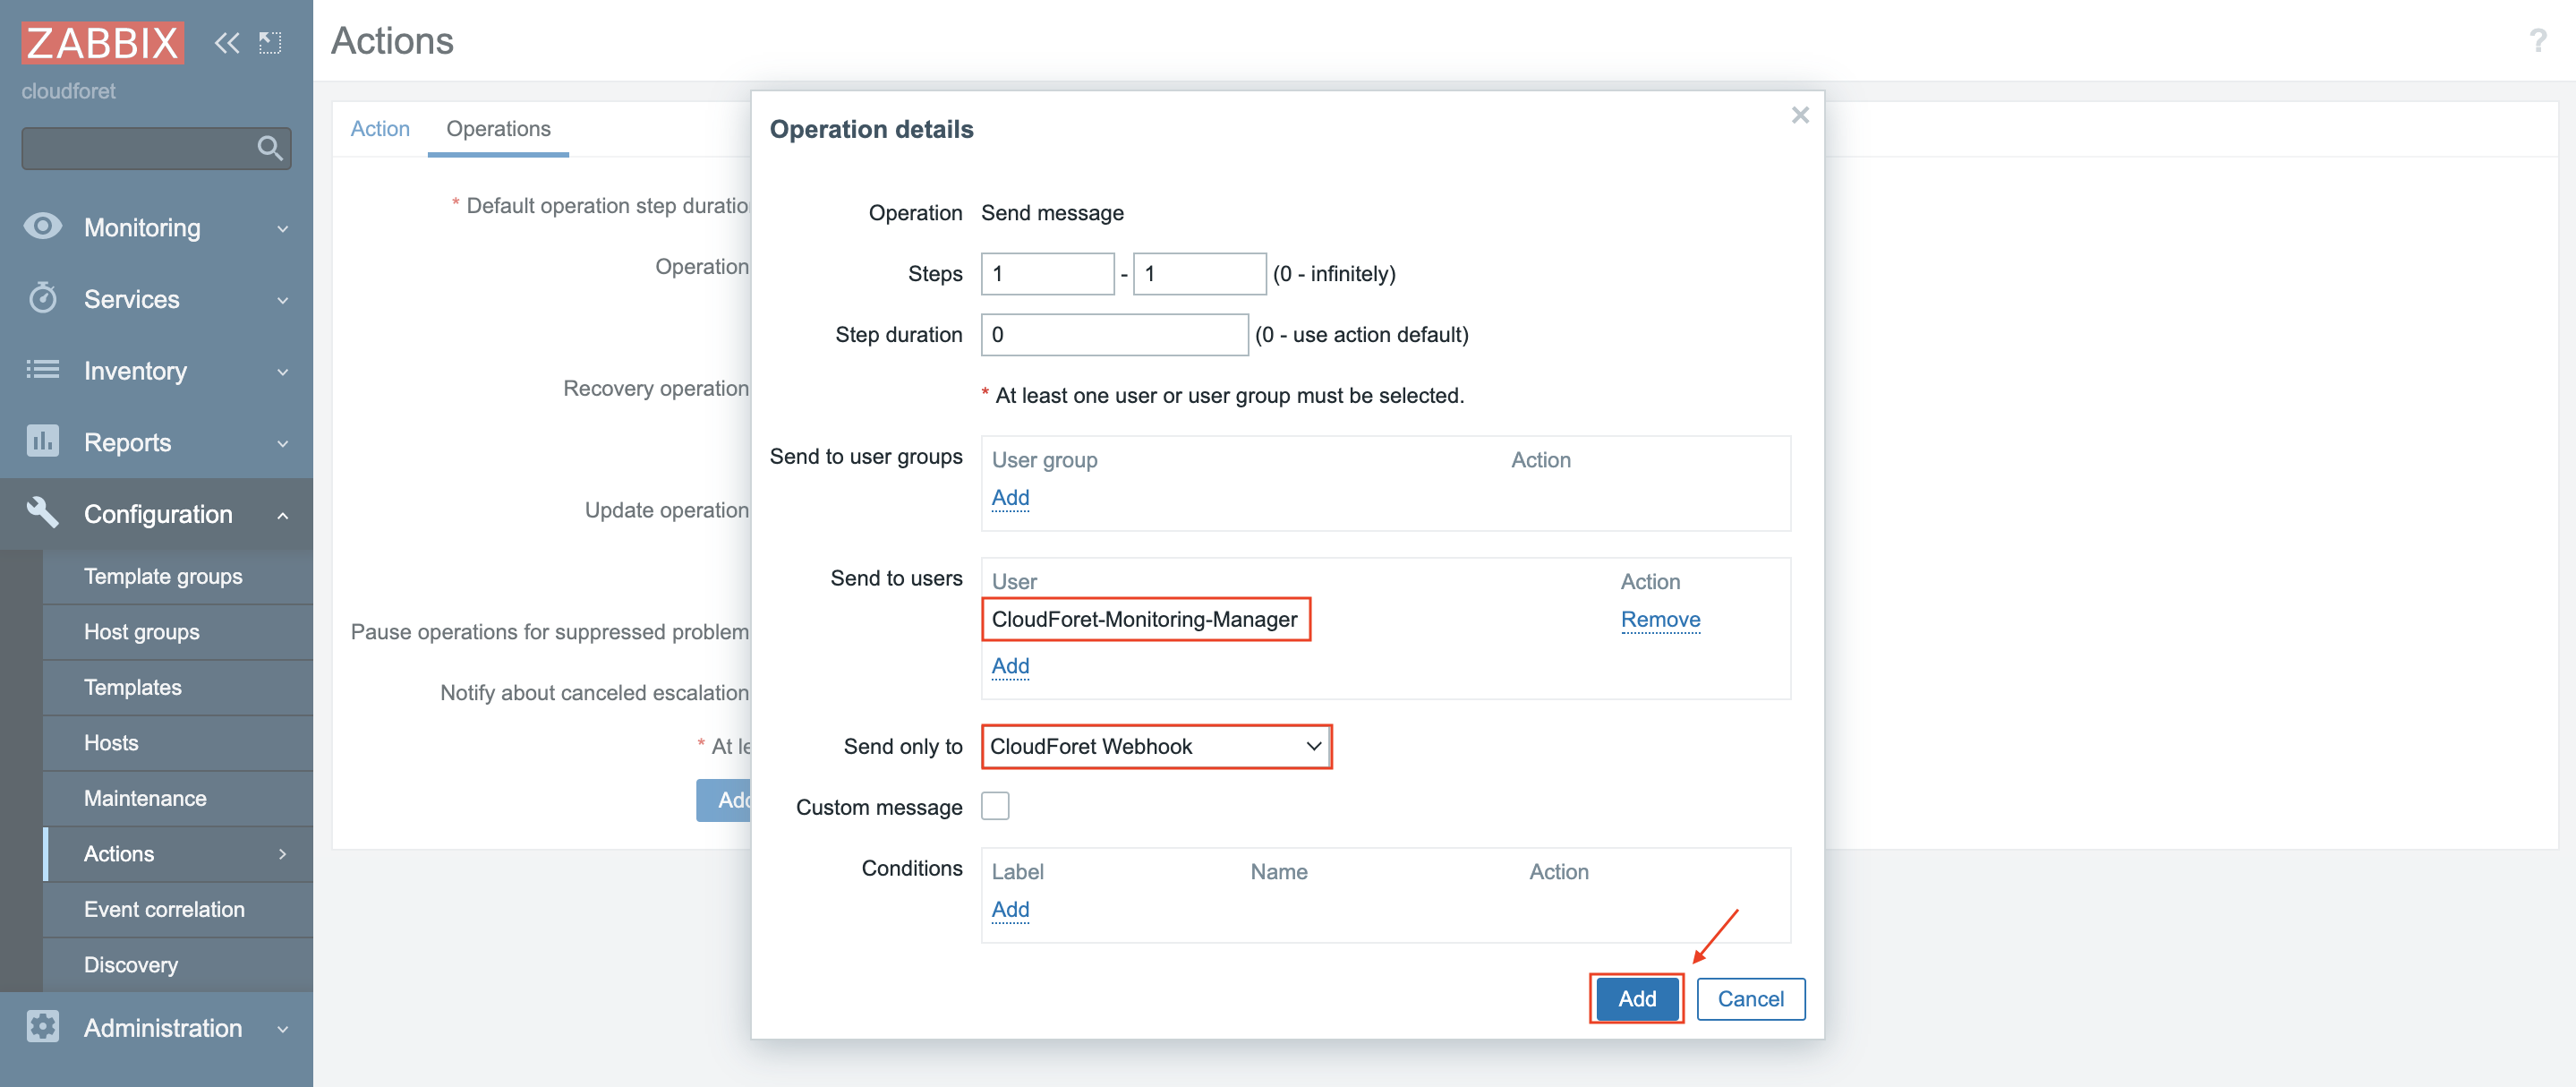 ZABBIX
cloudforet
Monitoring
Services
Inventory
Reports
Configuration
Template groups
Host groups
Templates
Hosts
Maintenance
Actions
Event correlation
Discovery
Administration
Actions
?
Action Operations
* Default operation step duratio
Operation
Recovery operation
Update operation
Pause operations for suppressed problem
Notify about canceled escalation
* At le
Add
Operation details
Operation Send message
Steps 1 - 1 (0 - infinitely)
Step duration 0 (0 - use action default)
* At least one user or user group must be selected.
Send to user groups User group Action
Add
Send to users User Action
CloudForet-Monitoring-Manager Remove
Add
Send only to CloudForet Webhook
Custom message
Conditions Label Name Action
Add
Add Cancel